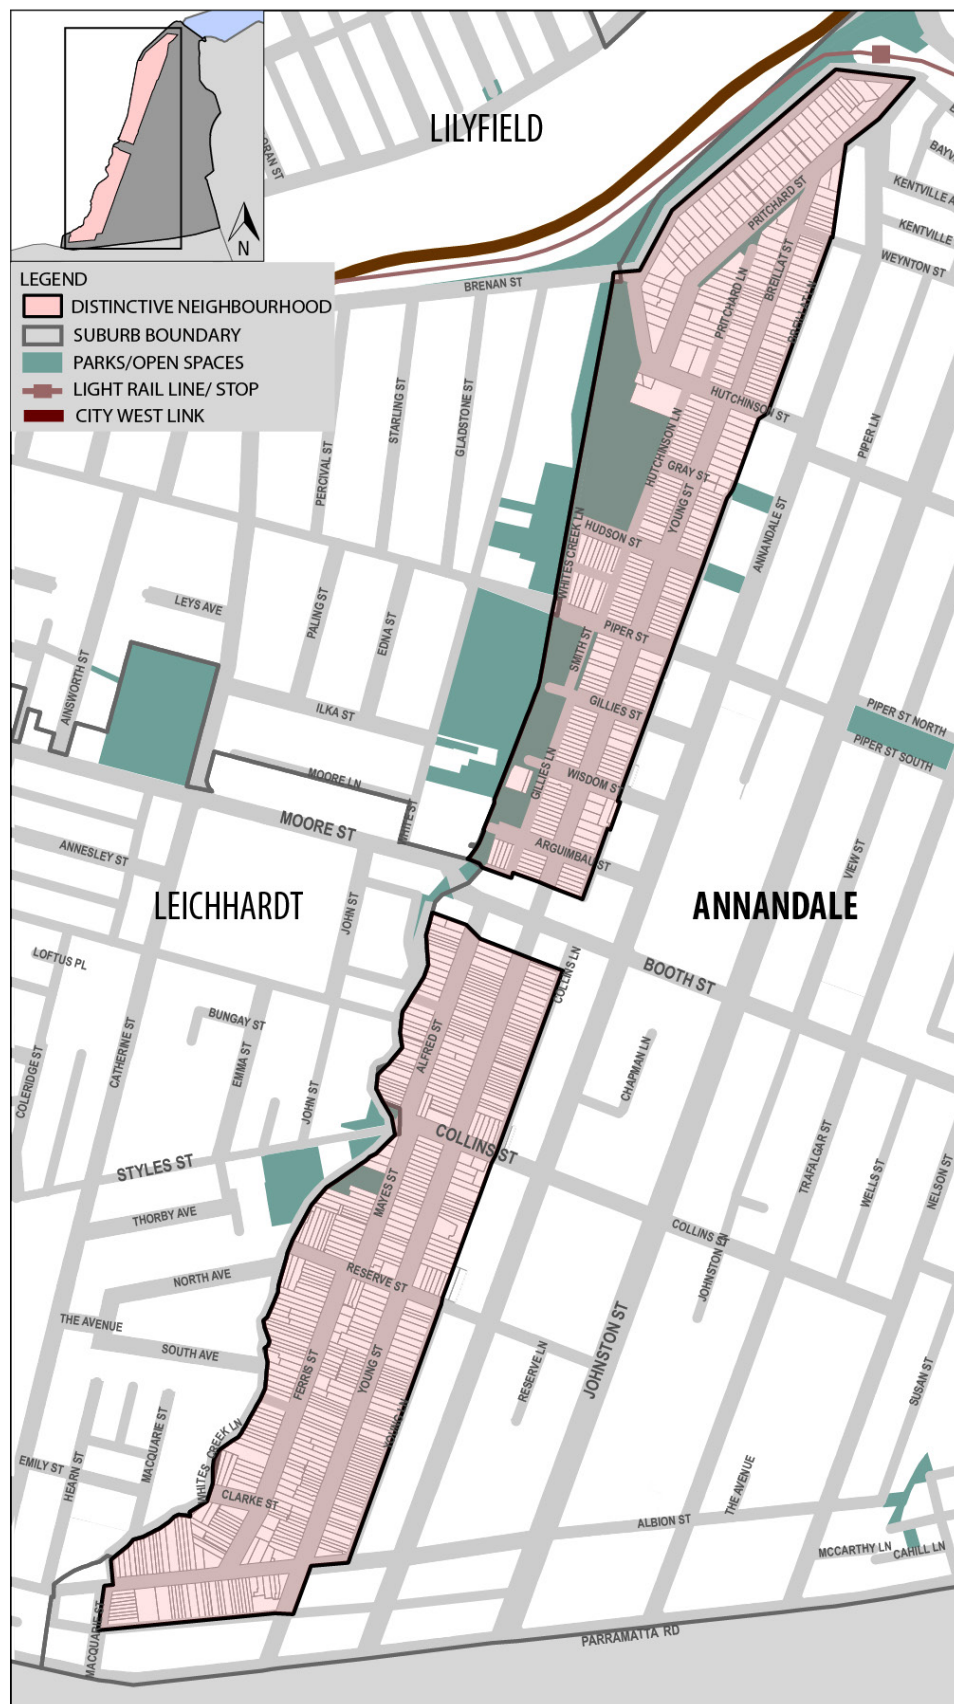 LILYFIELD
N
LEGEND
DISTINCTIVE NEIGHBOURHOOD
SUBURB BOUNDARY
PARKS/OPEN SPACES
LIGHT RAIL LINE/ STOP
CITY WEST LINK
BRENAN ST
PRITCHARD ST
PRITCHARD LN
BREILLAT ST
KENTVILLE
WEYNTON ST
HUTCHINSON ST
HUTCHINSON LN
GRAY ST
YOUNG ST
HUDSON ST
WHITES CREEK LN
ANNANDALE ST
PIPER LN
PERCIVAL ST
STARLING ST
GLADSTONE ST
LEYS AVE
PALING ST
EDNA ST
AINSWORTH ST
ILKA ST
MOORE LN
MOORE ST
SMITH ST
PIPER ST
GILLIES ST
GILLIES LN
WISDOM ST
ARGUIMBAU ST
PIPER ST NORTH
PIPER ST SOUTH
VIEW ST
ANNESLEY ST
LEICHHARDT
ANNANDALE
JOHN ST
LOFTUS PL
BOOTH ST
COLLINS LN
BUNGAY ST
EMMA ST
CATHERINE ST
COLERIDGE ST
JOHN ST
ALFRED ST
CHAPMAN LN
COLLINS ST
STYLES ST
THORBY AVE
MAYES ST
TRAFALGAR ST
WELLS ST
NELSON ST
COLLINS
JOHNSTON LN
NORTH AVE
RESERVE ST
THE AVENUE
SOUTH AVE
FERRIS ST
YOUNG ST
JOHNSTON ST
RESERVE LN
SUSAN ST
YOUNG LN
MACQUARIE ST
WHITES CREEK LN
EMILY ST
HEARN ST
CLARKE ST
THE AVENUE
ALBION ST
MCCARTHY LN
CAHILL LN
MACQUARIE ST
PARRAMATTA RD